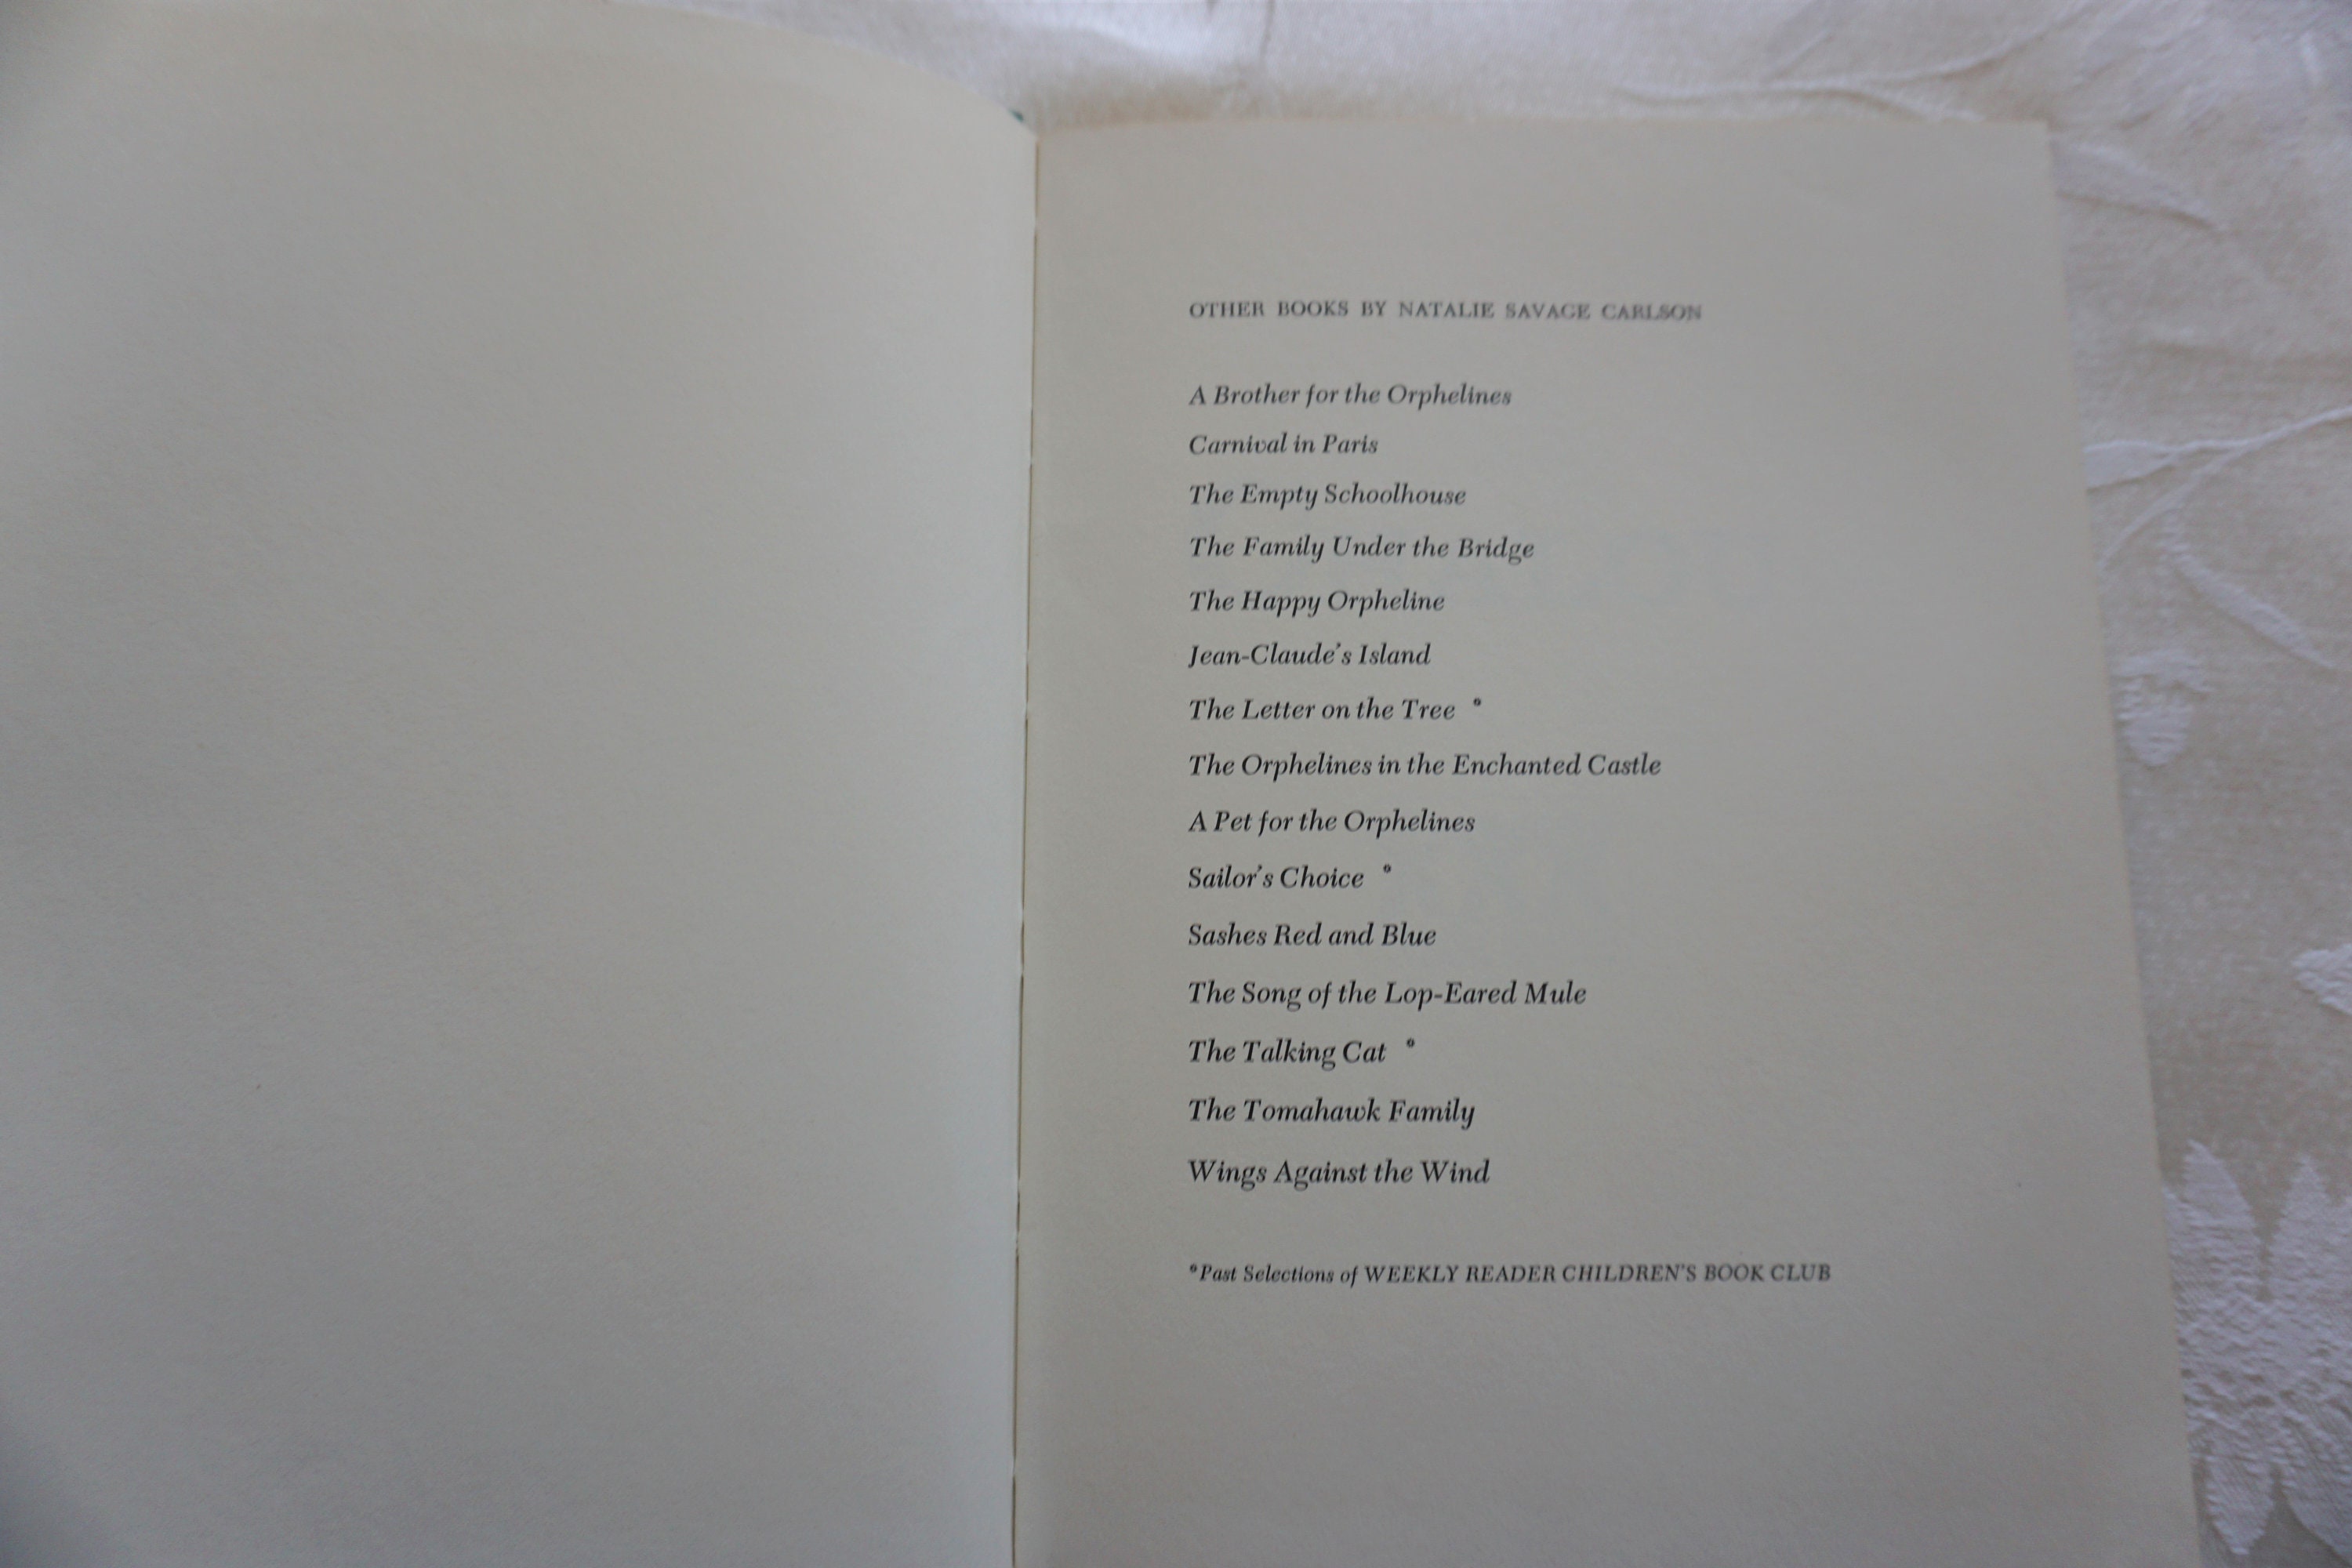 OTHER BOOKS BY NATALIE SAVAGE CARLSON
A Brother for the Orphelines
Carnival in Paris
The Empty Schoolhouse
The Family Under the Bridge
The Happy Orpheline
Jean-Claude's Island
The Letter on the Tree *
The Orphelines in the Enchanted Castle
A Pet for the Orphelines
Sailor's Choice *
Sashes Red and Blue
The Song of the Lop-Eared Mule
The Talking Cat *
The Tomahawk Family
Wings Against the Wind
*Past Selections of WEEKLY READER CHILDREN'S BOOK CLUB